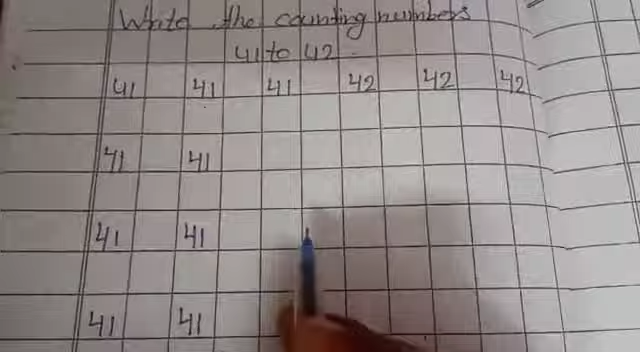 Write the counting numbers
41 to 42
41 41 41 42 42 42
41 41
41 41
41 41